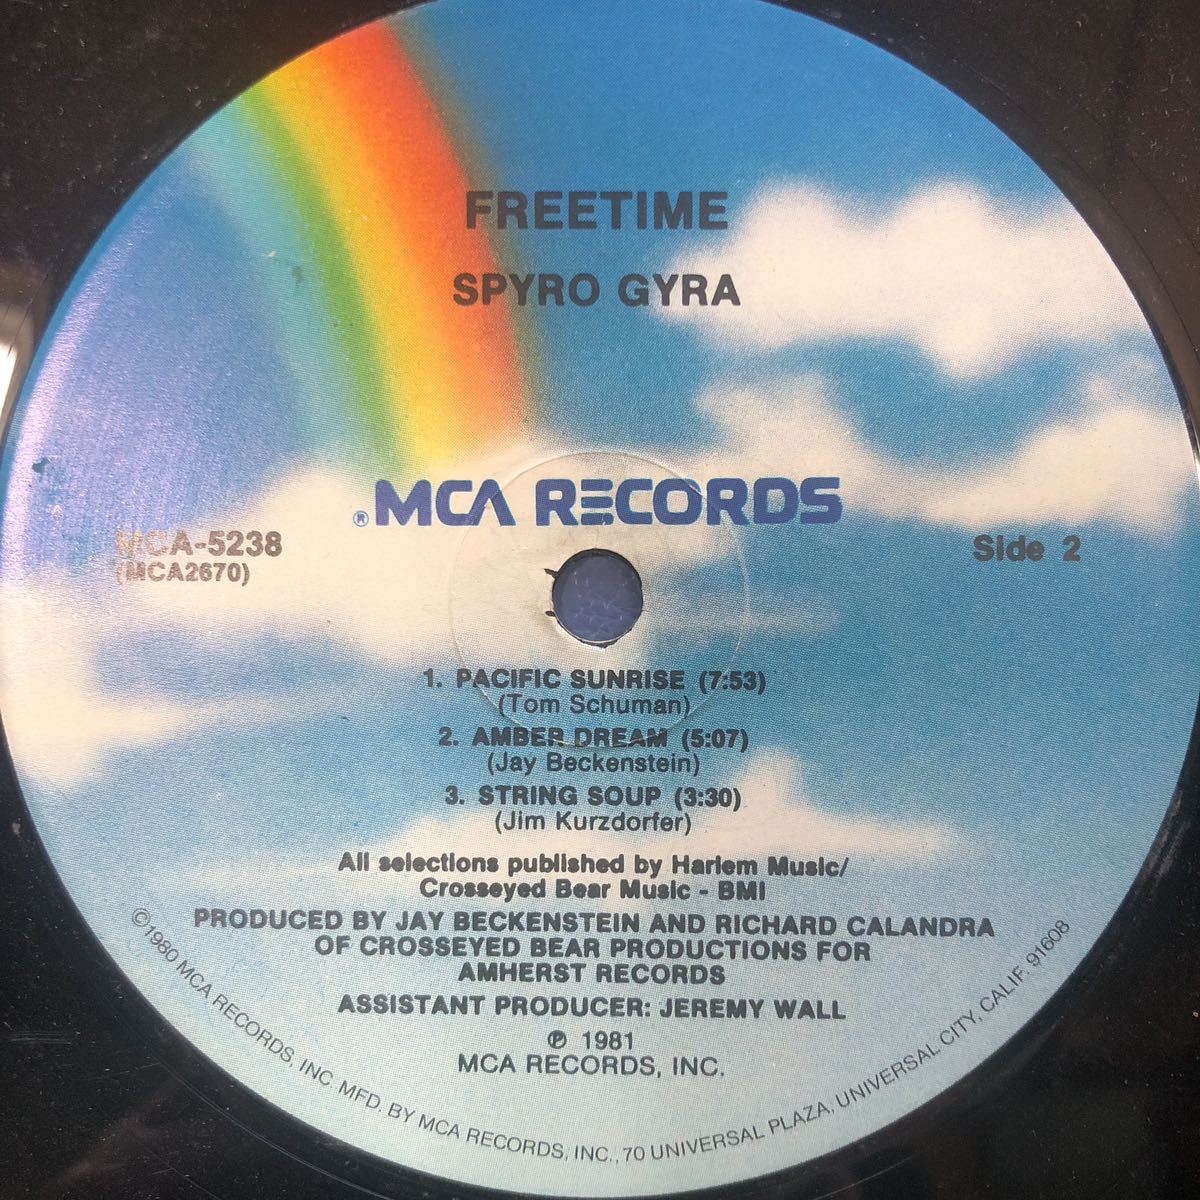 FREETIME
SPYRO GYRA
® MCA RECORDS
MCA-5238
(MCA2670)
Side 2
1. PACIFIC SUNRISE (7:53)
(Tom Schuman)
2. AMBER DREAM (5:07)
(Jay Beckenstein)
3. STRING SOUP (3:30)
(Jim Kurzdorfer)
All selections published by Harlem Music/
Crosseyed Bear Music - BMI
PRODUCED BY JAY BECKENSTEIN AND RICHARD CALANDRA
OF CROSSEYED BEAR PRODUCTIONS FOR
AMHERST RECORDS
ASSISTANT PRODUCER: JEREMY WALL
℗ 1981
MCA RECORDS, INC.
©1980 MCA RECORDS, INC. MFD. BY MCA RECORDS, INC., 70 UNIVERSAL PLAZA, UNIVERSAL CITY, CALIF. 91608